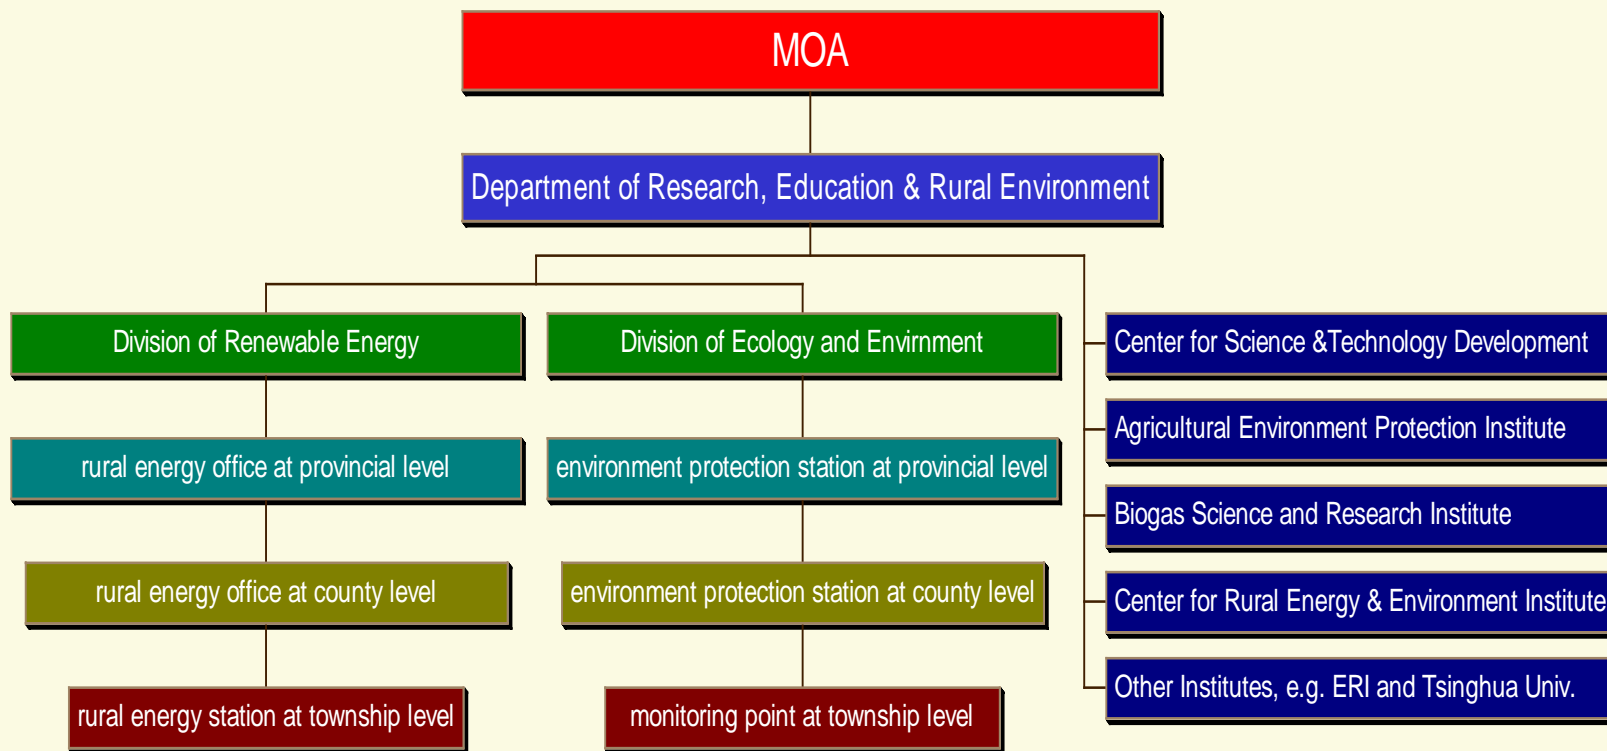 MOA
Department of Research, Education & Rural Environment
Division of Renewable Energy
Division of Ecology and Envirnment
Center for Science &Technology Development
Agricultural Environment Protection Institute
rural energy office at provincial level
environment protection station at provincial level
Biogas Science and Research Institute
rural energy office at county level
environment protection station at county level
Center for Rural Energy & Environment Institute
Other Institutes, e.g. ERI and Tsinghua Univ.
rural energy station at township level
monitoring point at township level